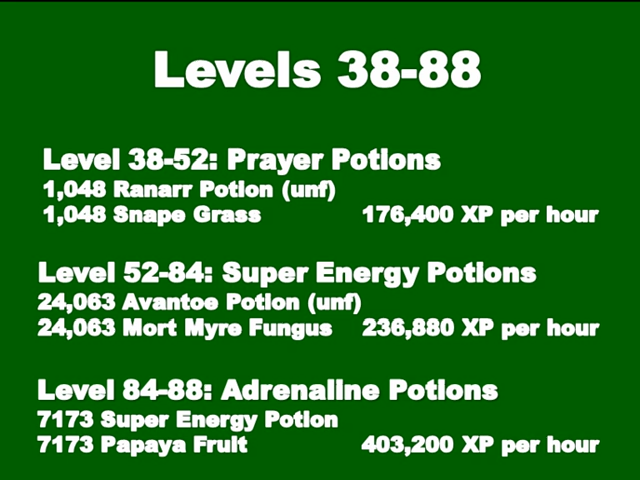 Levels 38-88
Level 38-52: Prayer Potions
1,048 Ranarr Potion (unf)
1,048 Snape Grass 176,400 XP per hour
Level 52-84: Super Energy Potions
24,063 Avantoe Potion (unf)
24,063 Mort Myre Fungus 236,880 XP per hour
Level 84-88: Adrenaline Potions
7173 Super Energy Potion
7173 Papaya Fruit 403,200 XP per hour